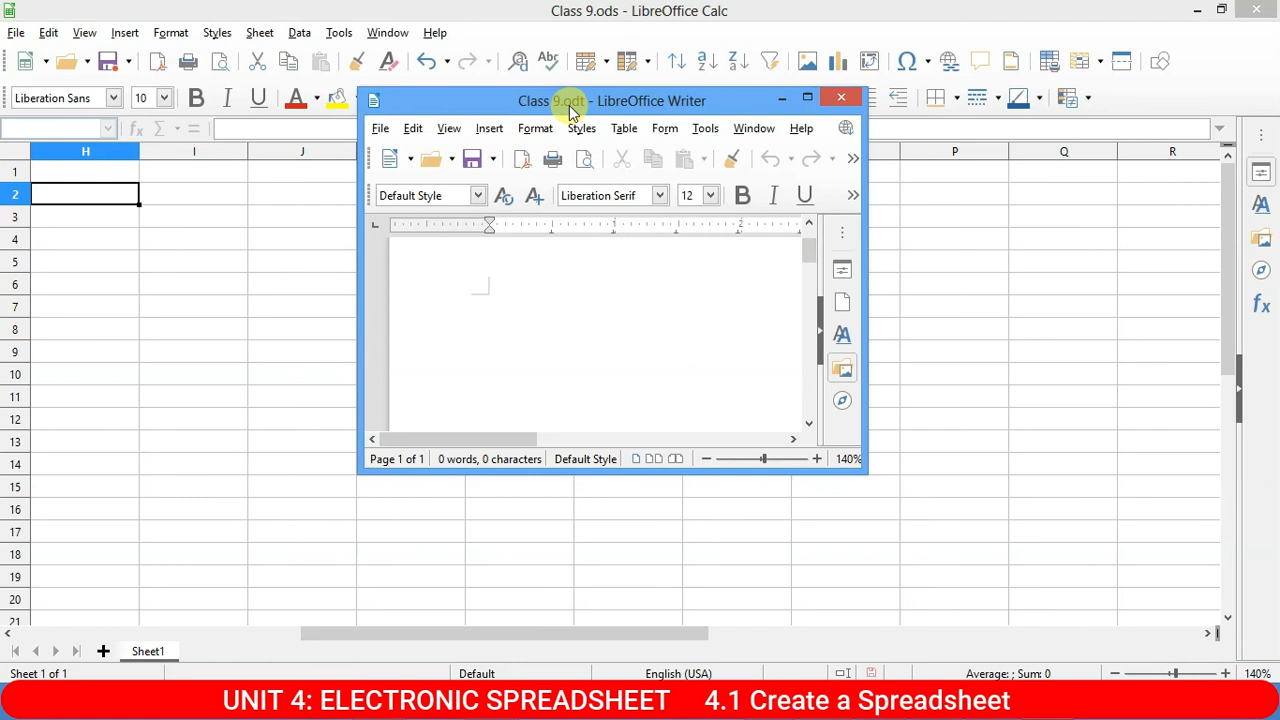 Class 9.ods - LibreOffice Calc
File Edit View Insert Format Styles Sheet Data Tools Window Help
Abc
Liberation Sans 10 B I U A
Class 9.odt - LibreOffice Writer
File Edit View Insert Format Styles Table Form Tools Window Help
Default Style Liberation Serif 12 B I U
1 2
Page 1 of 1 0 words, 0 characters Default Style 140%
H I J P Q R
1
2
3
4
5
6
7
8
9
10
11
12
13
14
15
16
17
18
19
20
21
Sheet1
Sheet 1 of 1 Default English (USA) Average: ; Sum: 0 140%
UNIT 4: ELECTRONIC SPREADSHEET 4.1 Create a Spreadsheet